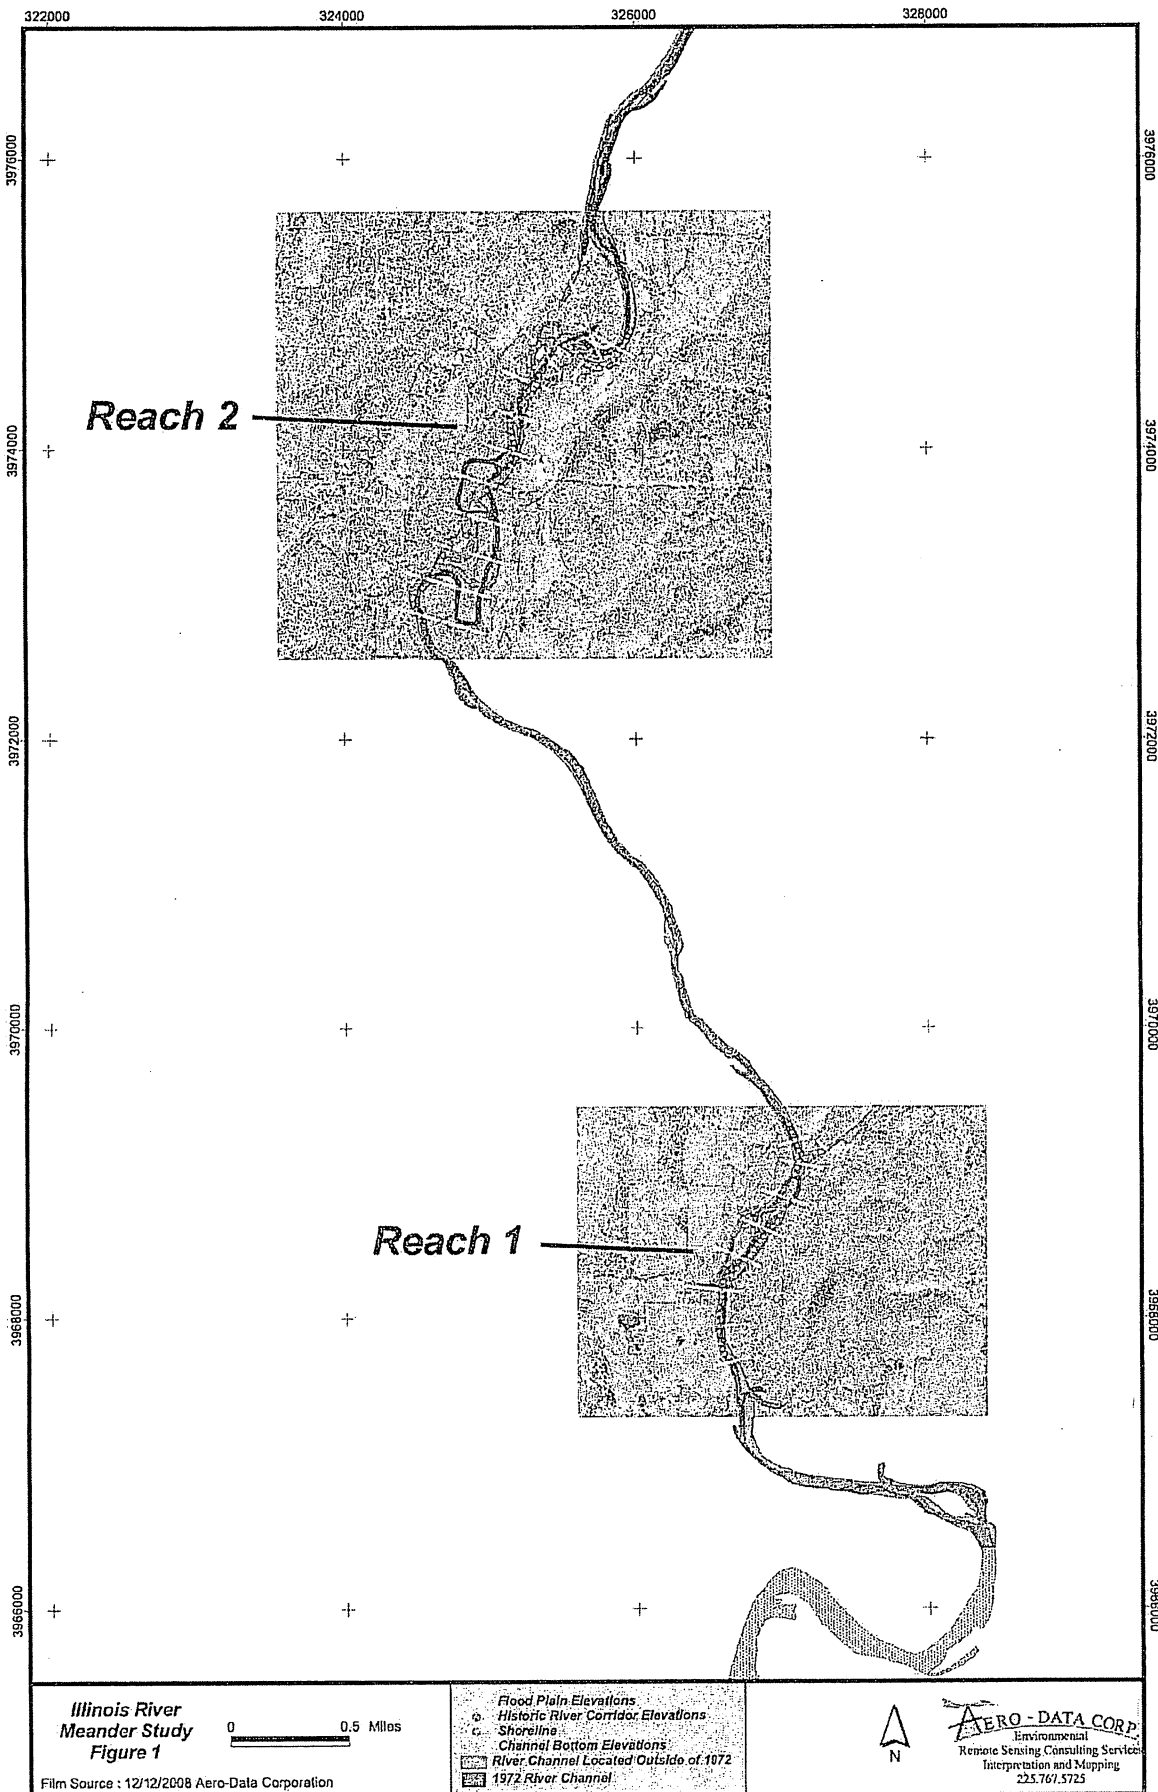 322000 324000 326000 328000
3976000 3976000
Reach 2
3974000 3974000
3972000 3972000
3970000 3970000
Reach 1
3968000 3968000
3966000 3966000
Illinois River
Meander Study
Figure 1
0 0.5 Miles
Film Source : 12/12/2008 Aero-Data Corporation
Flood Plain Elevations
Historic River Corridor Elevations
Shoreline
Channel Bottom Elevations
River Channel Located Outside of 1972
1972 River Channel
N
AERO - DATA CORP
Environmental
Remote Sensing Consulting Services
Interpretation and Mapping
225.767.5725